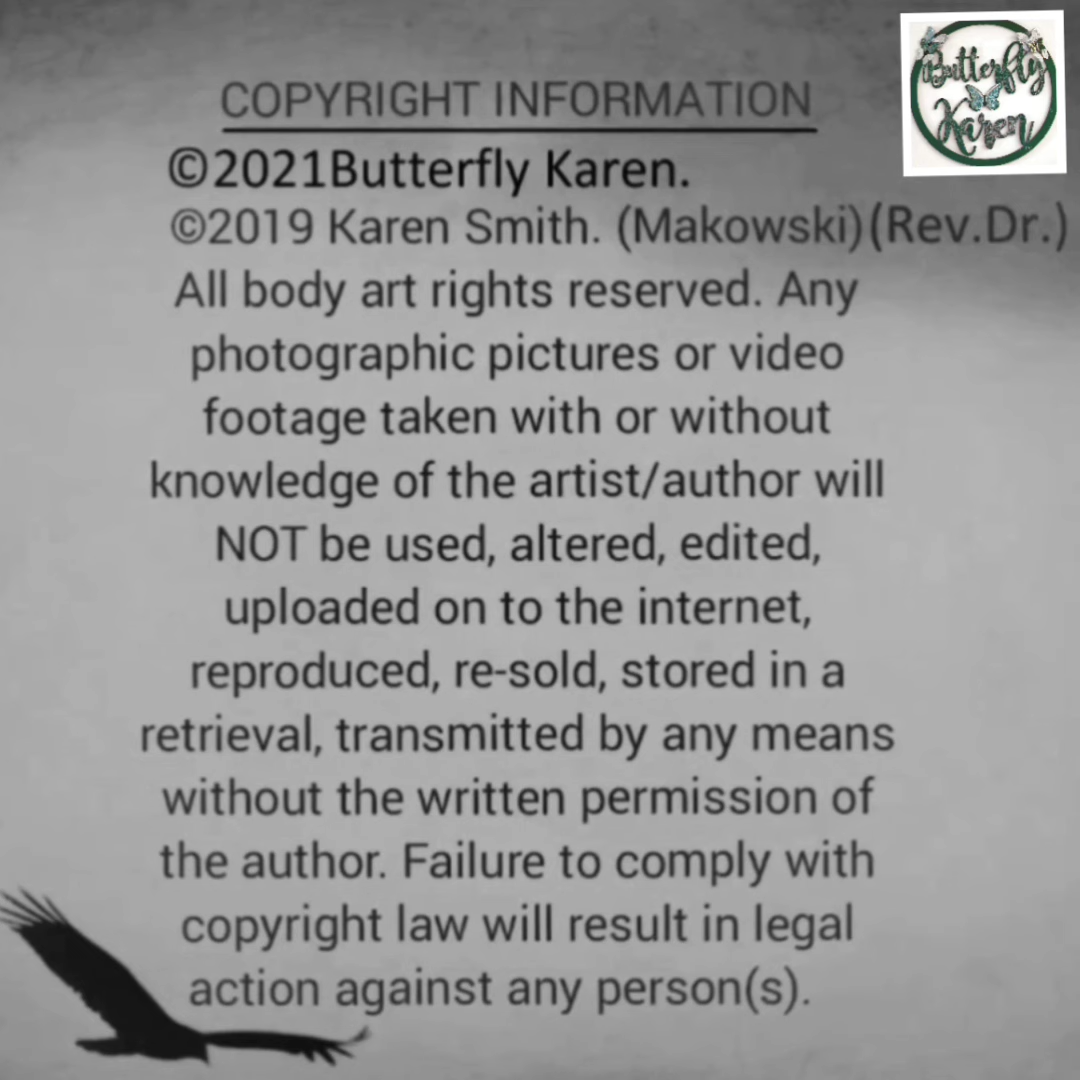 Butterfly
Karen
COPYRIGHT INFORMATION
©2021Butterfly Karen.
©2019 Karen Smith. (Makowski)(Rev.Dr.)
All body art rights reserved. Any
photographic pictures or video
footage taken with or without
knowledge of the artist/author will
NOT be used, altered, edited,
uploaded on to the internet,
reproduced, re-sold, stored in a
retrieval, transmitted by any means
without the written permission of
the author. Failure to comply with
copyright law will result in legal
action against any person(s).